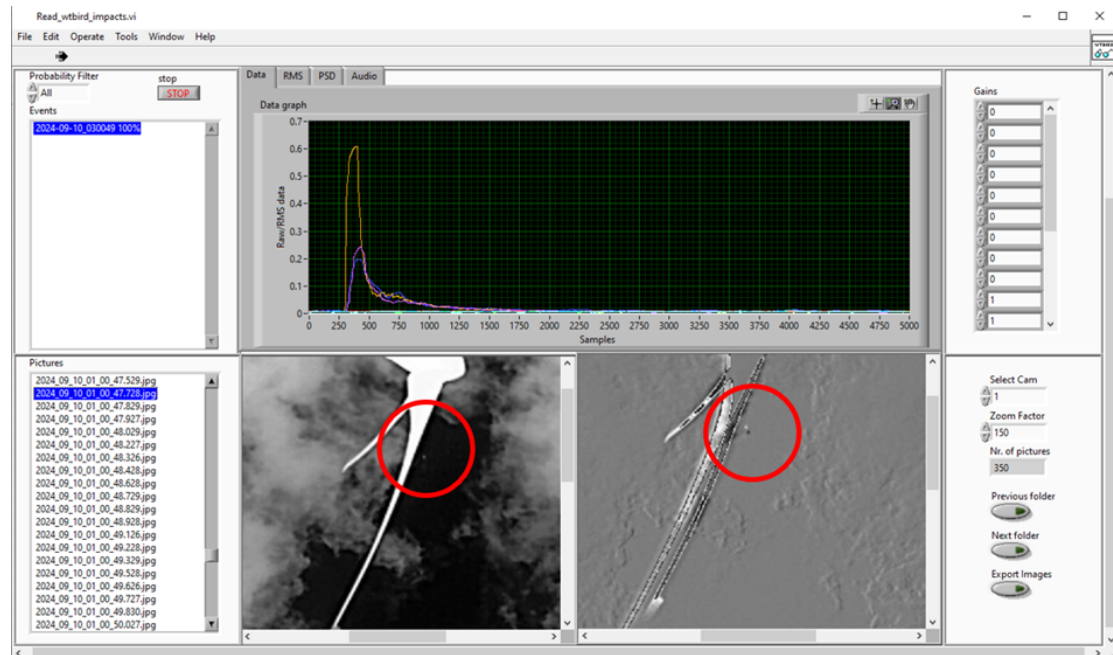 Read_wtbird_impacts.vi
File Edit Operate Tools Window Help
WTBIRD
Probability Filter
All
stop
STOP
Events
2024-09-10_030049 100%
Data RMS PSD Audio
Data graph
Raw/RMS data
0.7
0.6
0.5
0.4
0.3
0.2
0.1
0
0 250 500 750 1000 1250 1500 1750 2000 2250 2500 2750 3000 3250 3500 3750 4000 4250 4500 4750 5000
Samples
Gains
0
0
0
0
0
0
0
0
0
1
1
Pictures
2024_09_10_01_00_47.529.jpg
2024_09_10_01_00_47.728.jpg
2024_09_10_01_00_47.829.jpg
2024_09_10_01_00_47.927.jpg
2024_09_10_01_00_48.029.jpg
2024_09_10_01_00_48.227.jpg
2024_09_10_01_00_48.326.jpg
2024_09_10_01_00_48.428.jpg
2024_09_10_01_00_48.628.jpg
2024_09_10_01_00_48.729.jpg
2024_09_10_01_00_48.829.jpg
2024_09_10_01_00_48.928.jpg
2024_09_10_01_00_49.126.jpg
2024_09_10_01_00_49.228.jpg
2024_09_10_01_00_49.329.jpg
2024_09_10_01_00_49.528.jpg
2024_09_10_01_00_49.626.jpg
2024_09_10_01_00_49.727.jpg
2024_09_10_01_00_49.830.jpg
2024_09_10_01_00_50.027.jpg
Select Cam
1
Zoom Factor
150
Nr. of pictures
350
Previous folder
Next folder
Export Images